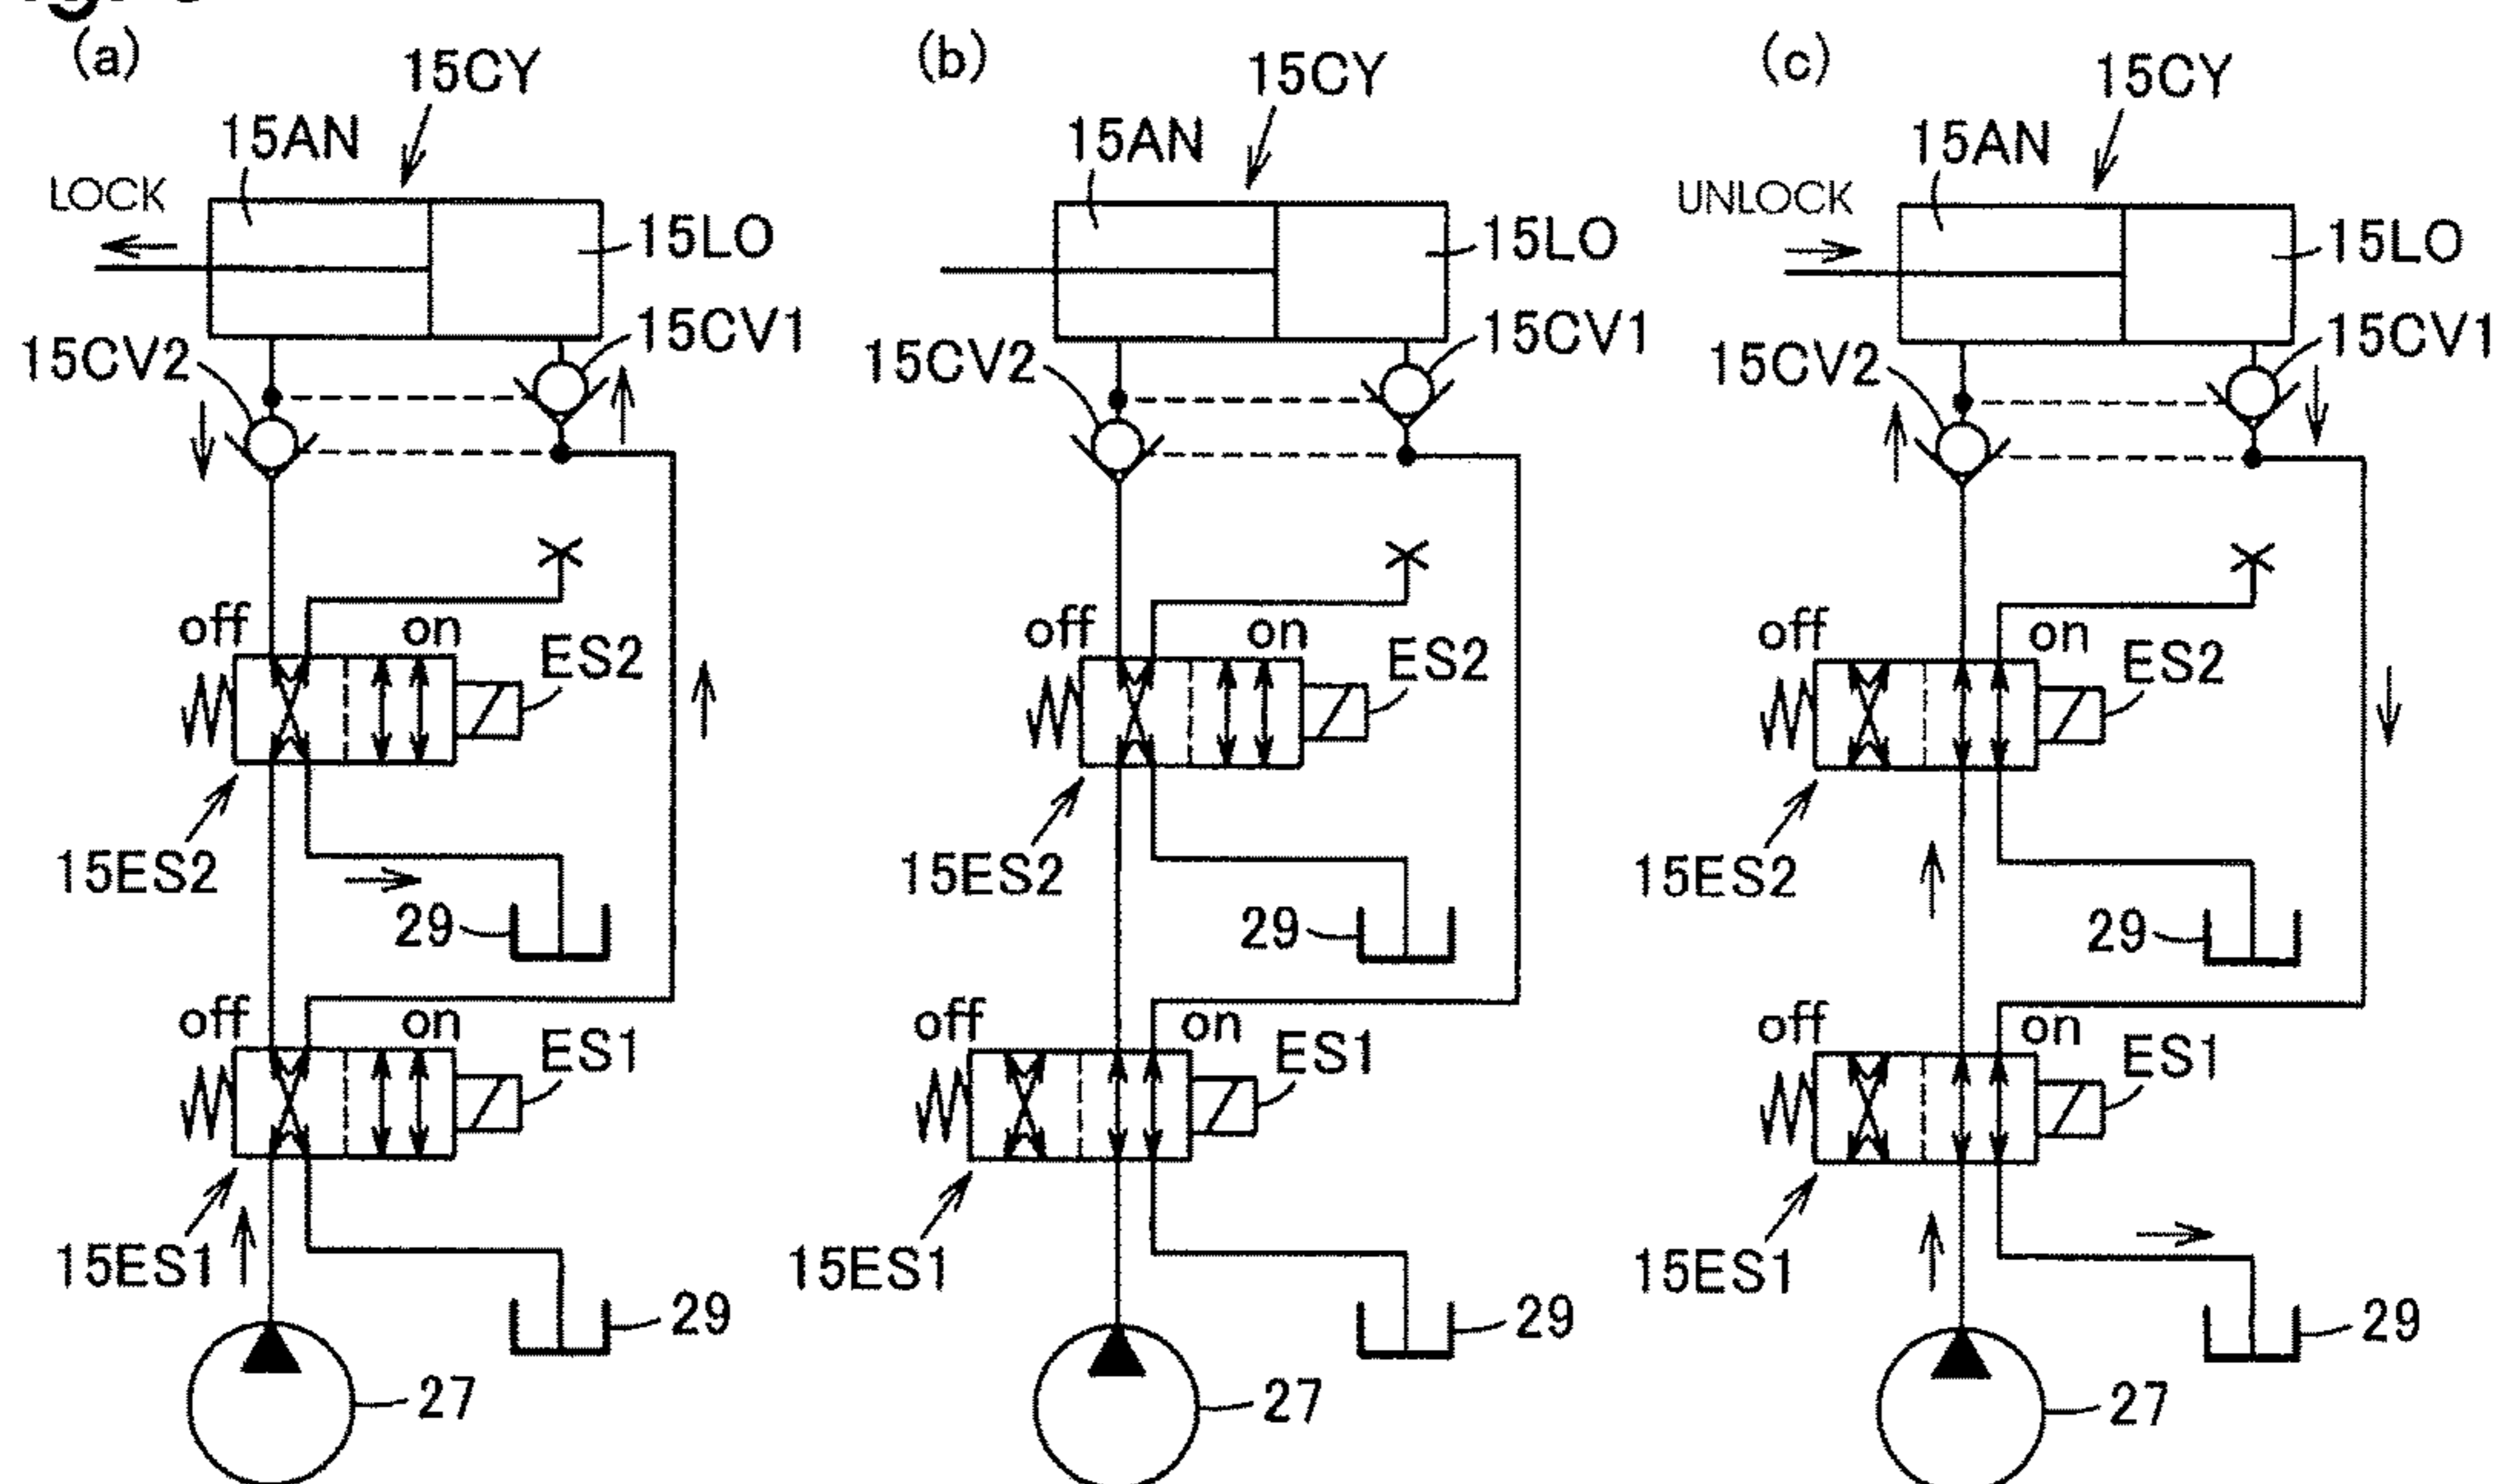 (a)
15CY
15AN
LOCK
15LO
15CV1
15CV2
off
on
ES2
15ES2
29
off
on
ES1
15ES1
29
27
(b)
15CY
15AN
15LO
15CV1
15CV2
off
on
ES2
15ES2
29
off
on
ES1
15ES1
29
27
(c)
15CY
15AN
UNLOCK
15LO
15CV1
15CV2
off
on
ES2
15ES2
29
off
on
ES1
15ES1
29
27